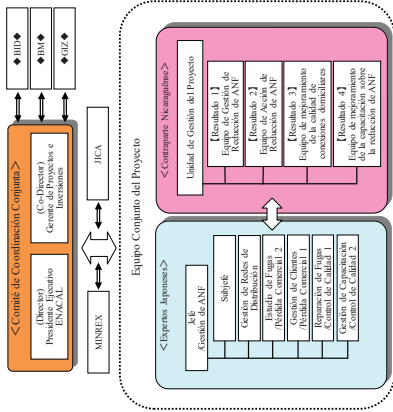 ◆BID◆
◆BM◆
◆GIZ◆
<Comité de Coordinación Conjunta>
(Director)
Presidente Ejecutivo
ENACAL
(Co-Director)
Gerente de Proyectos e
Inversiones
MINREX
JICA
Equipo Conjunto del Proyecto
<Expertos Japoneses>
Jefe
/Gestión de ANF
Subjefe
Gestión de Redes de
Distribución
Estudio de Fugas
/Pérdida Comercial 2
Gestión de Clientes
/Pérdida Comercial 1
Reparación de Fugas
/Control de Calidad 1
Gestión de Capacitación
/Control de Calidad 2
<Contraparte Nicaragüense>
Unidad de Gestión del Proyecto
【Resultado 1】
Equipo de Gestión de
Reducción de ANF
【Resultado 2】
Equipo de Acción de
Reducción de ANF
【Resultado 3】
Equipo de mejoramiento
de la calidad de
conexiones domiciliares
【Resultado 4】
Equipo de mejoramiento
de la capacitación sobre
la reducción de ANF